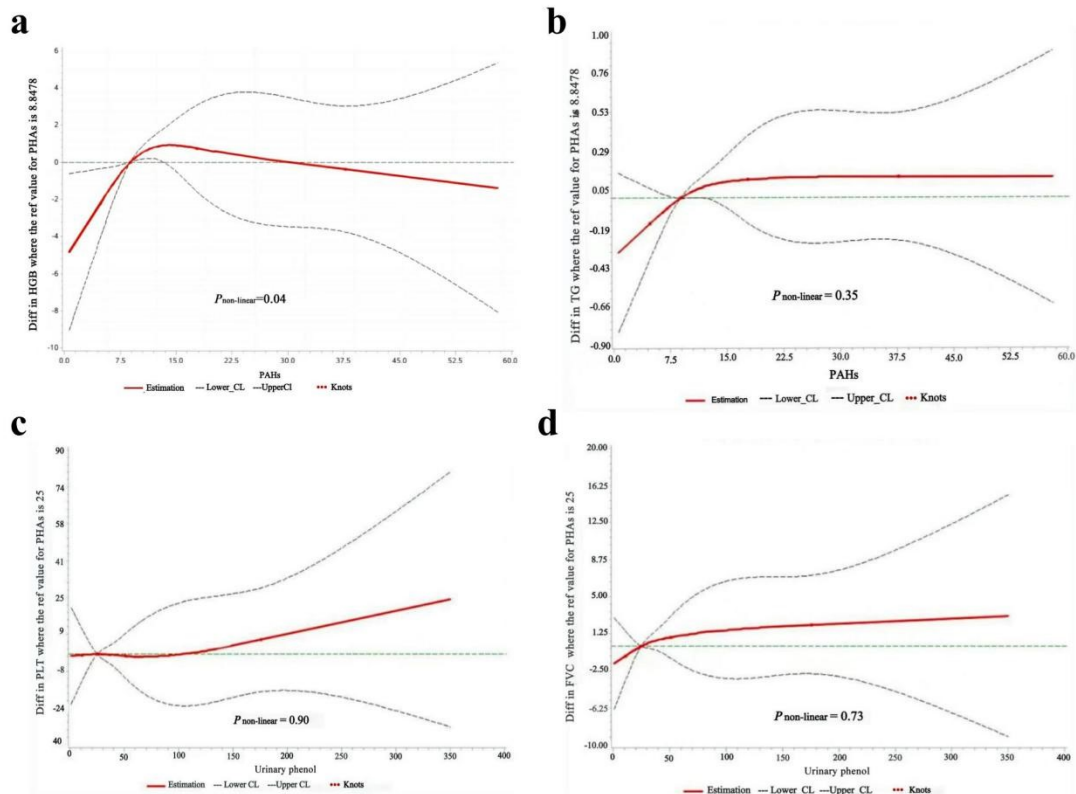 a
Diff in HGB where the ref value for PHAs is 8.8478
6
4
2
0
-2
-4
-6
-8
-10
P non-linear=0.04
0.0 7.5 15.0 22.5 30.0 37.5 45.0 52.5 60.0
PAHs
Estimation Lower_CL UpperCl Knots
b
Diff in TG where the ref value for PHAs is 8.8478
1.00
0.76
0.53
0.29
0.05
-0.19
-0.43
-0.66
-0.90
P non-linear = 0.35
0.0 7.5 15.0 22.5 30.0 37.5 45.0 52.5 60.0
PAHs
Estimation Lower_CL Upper_CL Knots
c
Diff in PLT where the ref value for PHAs is 25
90
74
58
41
25
9
-8
-24
40
P non-linear = 0.90
0 50 100 150 200 250 300 350 400
Urinary phenol
Estimation Lower CL Upper CL Knots
d
Diff in FVC where the ref value for PHAs is 25
20.00
16.25
12.50
8.75
5.00
1.25
-2.50
-6.25
-10.00
P non-linear = 0.73
0 50 100 150 200 250 300 350 400
Urinary phenol
Estimation Lower_CL Upper_CL Knots